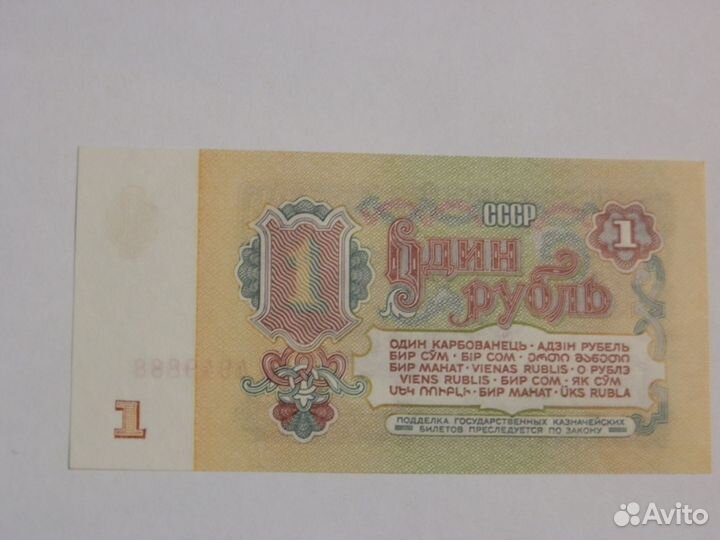 СССР
1
1
Один
рубль
ОДИН КАРБОВАНЕЦЬ · АДЗІН РУБЕЛЬ
БИР СЎМ · БІР СОМ · ᲔᲠᲗᲘ ᲛᲐᲜᲔᲗᲘ
БИР МАНАТ · VIENAS RUBLIS · О РУБЛЭ
VIENS RUBLIS · БИР СОМ · ЯК СӮМ
ՄԵԿ ՌՈՒԲԼԻ · БИР МАНАТ · ÜKS RUBLA
ПОДДЕЛКА ГОСУДАРСТВЕННЫХ КАЗНАЧЕЙСКИХ
БИЛЕТОВ ПРЕСЛЕДУЕТСЯ ПО ЗАКОНУ
1
Avito